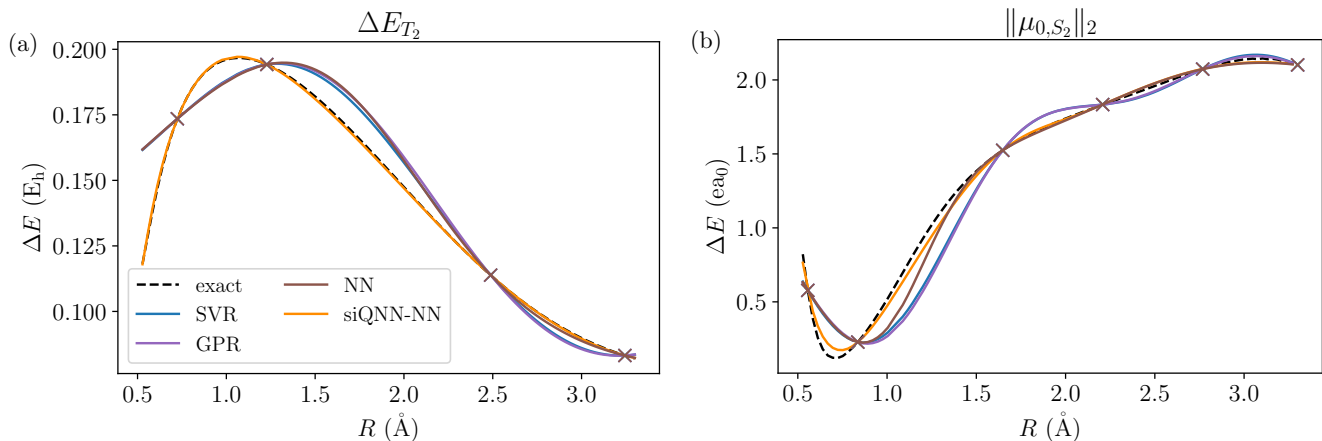 (a)
ΔE_{T_2}
ΔE (E_h)
0.200
0.175
0.150
0.125
0.100
exact
SVR
GPR
NN
siQNN-NN
0.5 1.0 1.5 2.0 2.5 3.0
R (Å)
(b)
‖μ_{0,S_2}‖_2
ΔE (ea_0)
2.0
1.5
1.0
0.5
0.5 1.0 1.5 2.0 2.5 3.0
R (Å)